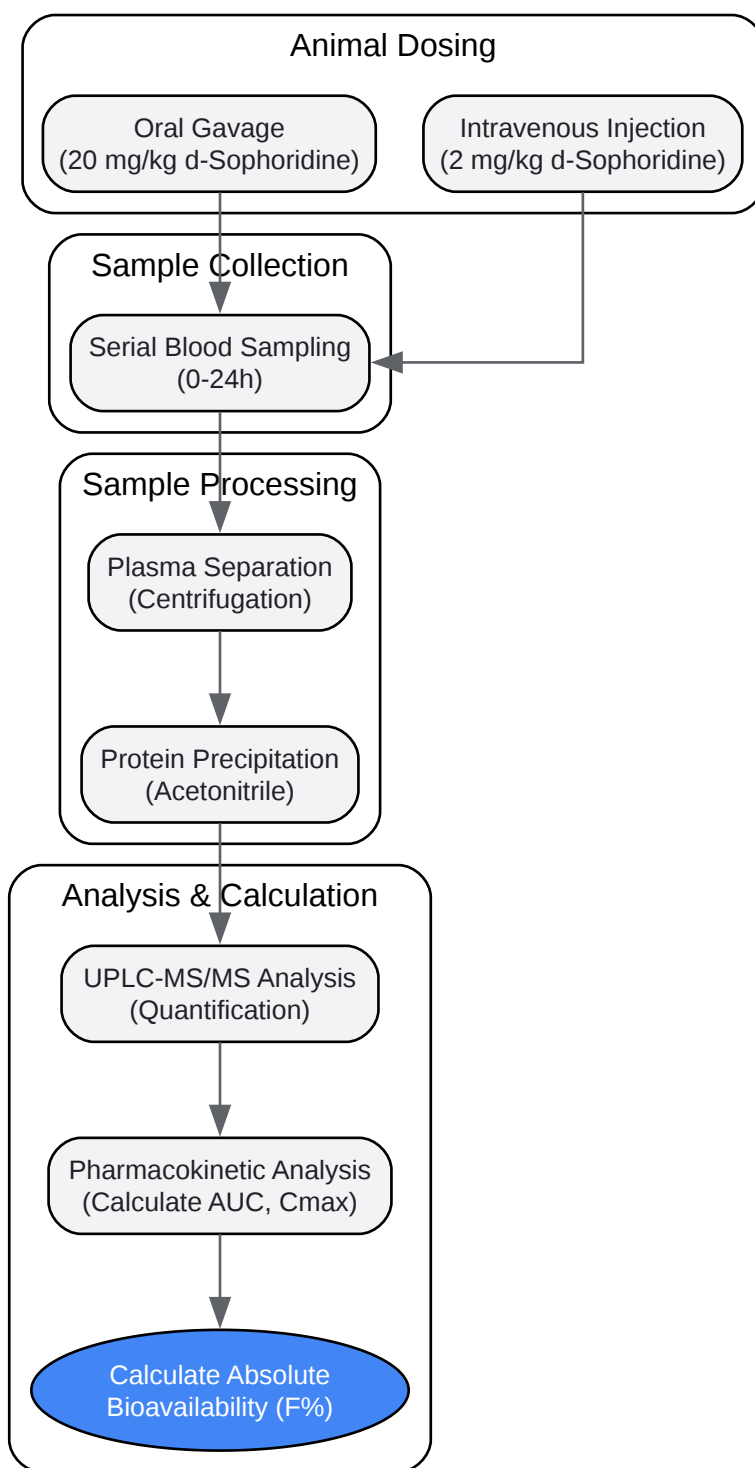 Animal Dosing
Oral Gavage
(20 mg/kg d-Sophoridine)
Intravenous Injection
(2 mg/kg d-Sophoridine)
Sample Collection
Serial Blood Sampling
(0-24h)
Sample Processing
Plasma Separation
(Centrifugation)
Protein Precipitation
(Acetonitrile)
Analysis & Calculation
UPLC-MS/MS Analysis
(Quantification)
Pharmacokinetic Analysis
(Calculate AUC, Cmax)
Calculate Absolute
Bioavailability (F%)